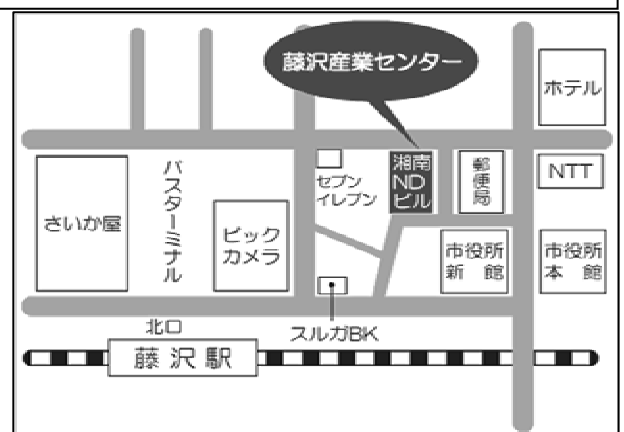 藤沢産業センター
ホテル
セブン
イレブン
湘南
ND
ビル
郵便局
NTT
さいか屋
バスターミナル
ビック
カメラ
市役所
新 館
市役所
本 館
北口
スルガBK
藤沢駅